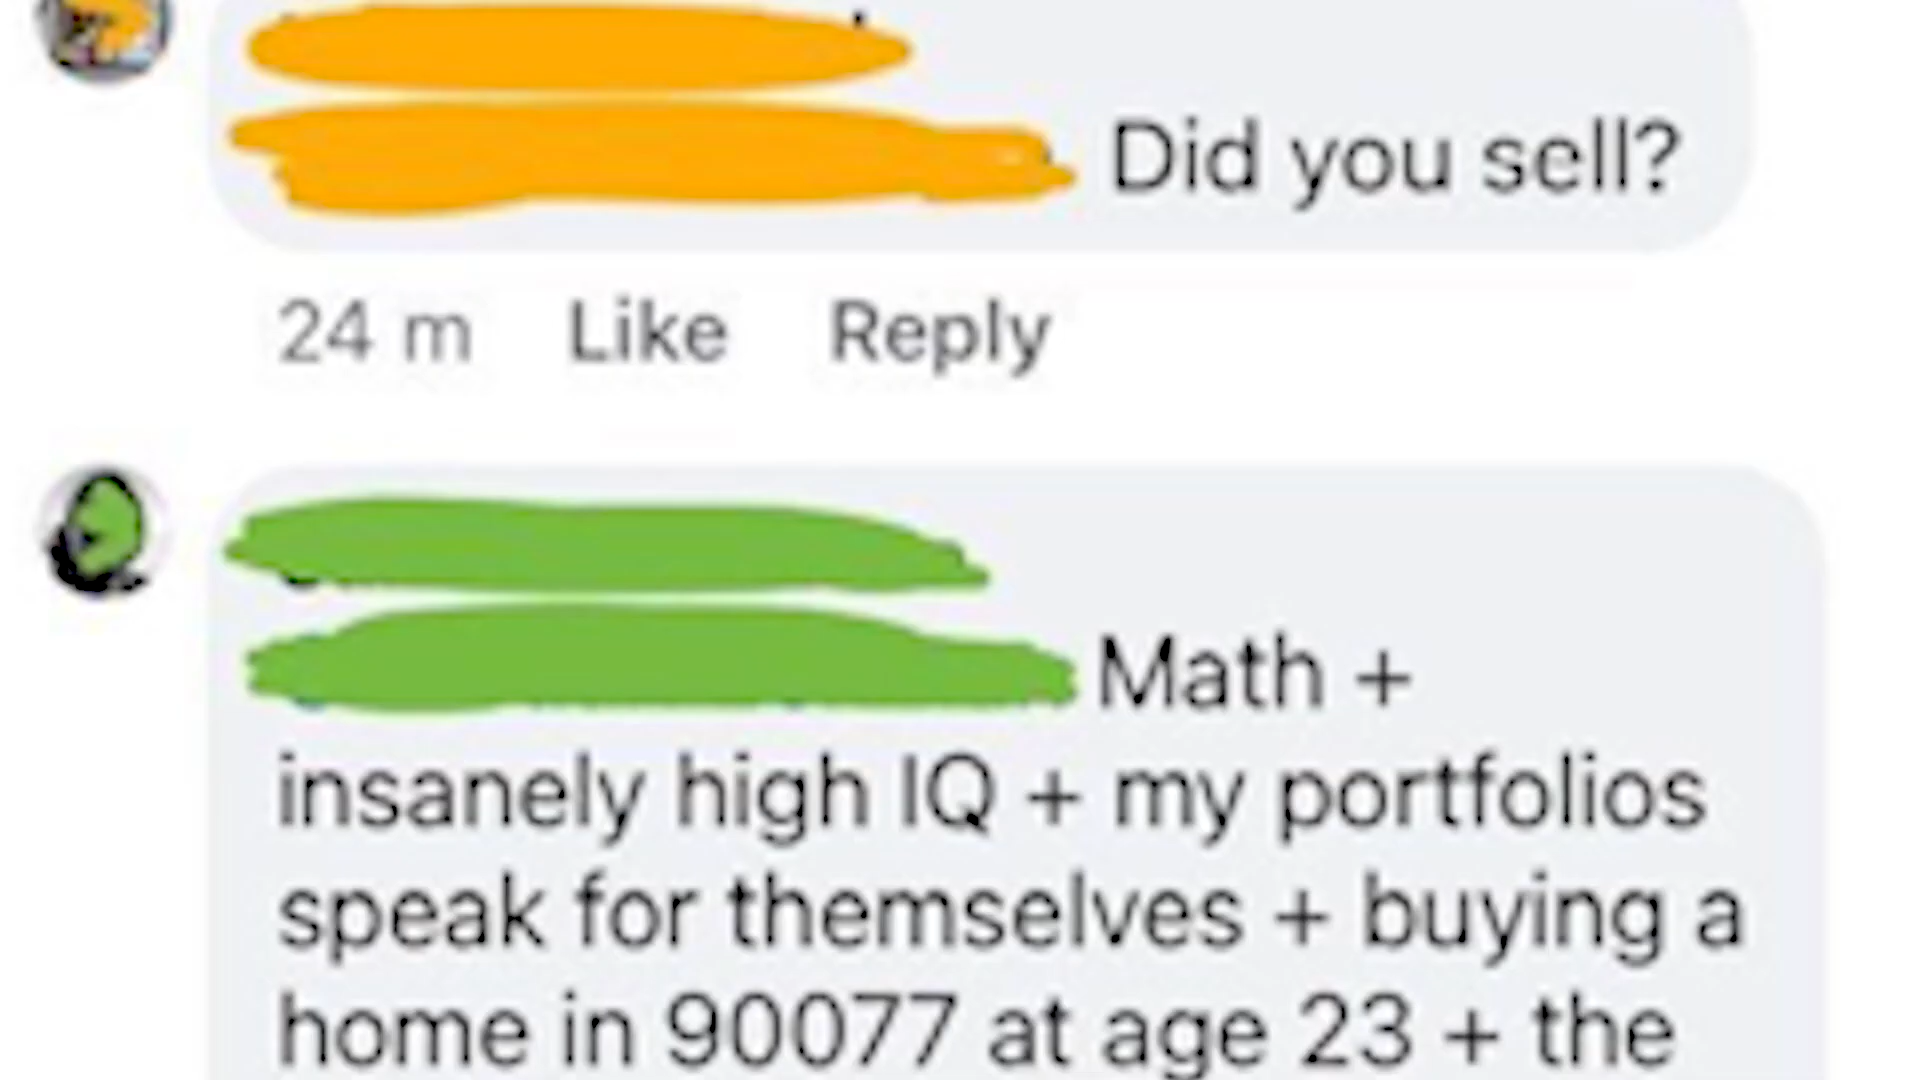 Did you sell?
24 m Like Reply
Math +
insanely high IQ + my portfolios
speak for themselves + buying a
home in 90077 at age 23 + the